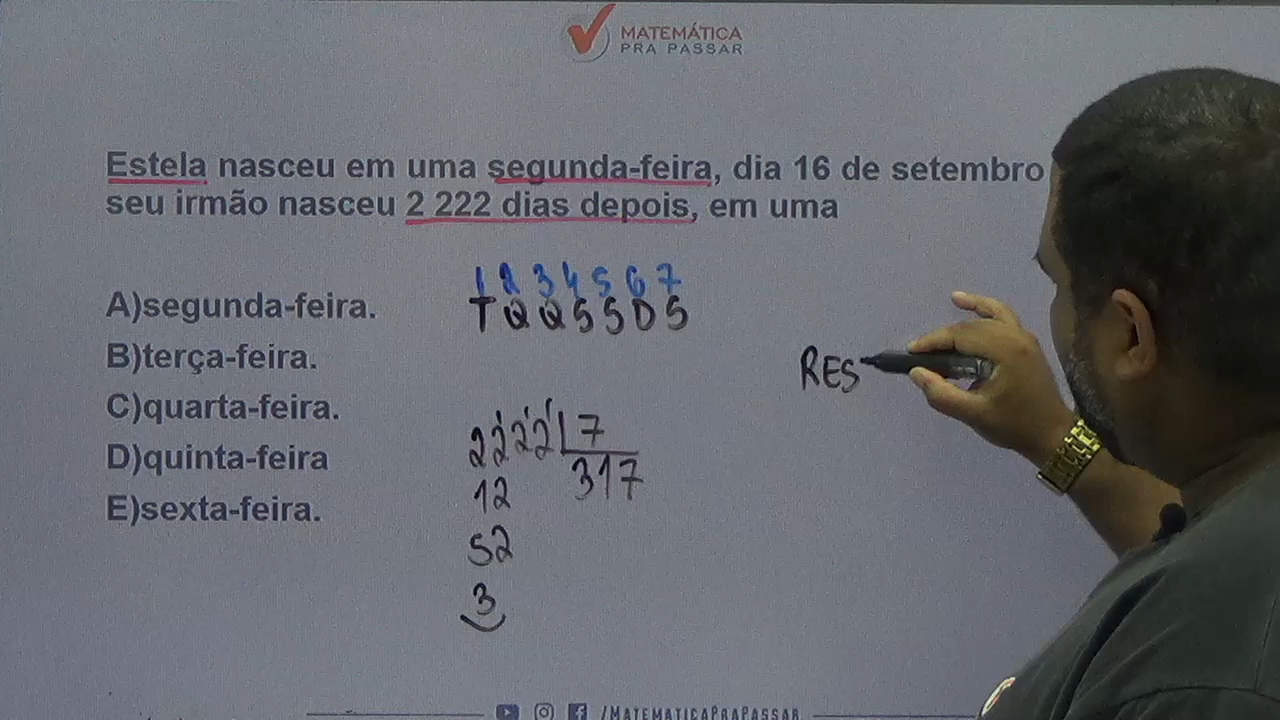 MATEMÁTICA
PRA PASSAR
Estela nasceu em uma segunda-feira, dia 16 de setembro
seu irmão nasceu 2 222 dias depois, em uma
A)segunda-feira.
B)terça-feira.
C)quarta-feira.
D)quinta-feira
E)sexta-feira.
1 2 3 4 5 6 7
T Q Q S S D S
2222 7
317
12
52
3
RES
/MATEMATICAPRAPASSAR